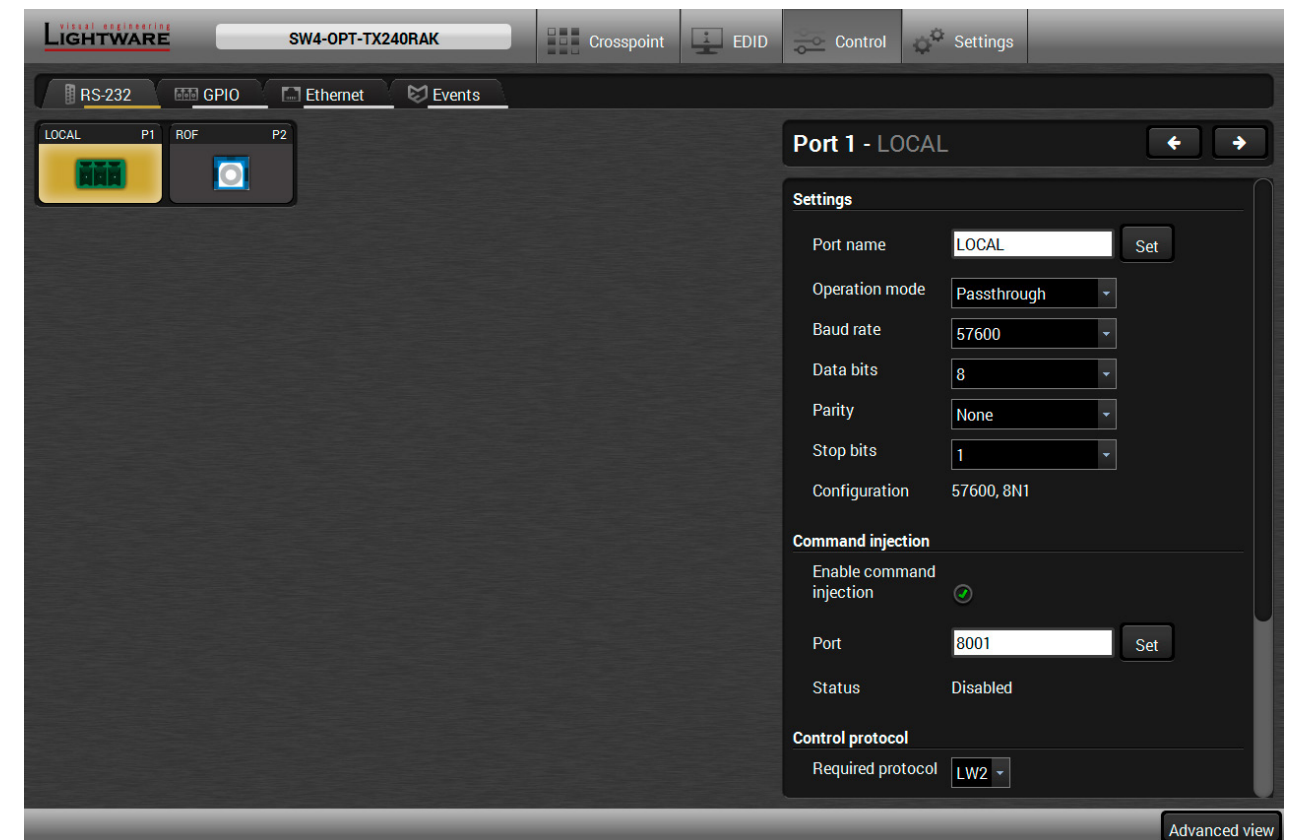 visual engineering
LIGHTWARE
SW4-OPT-TX240RAK
Crosspoint
EDID
Control
Settings
RS-232
GPIO
Ethernet
Events
LOCAL P1
ROF P2
Port 1 - LOCAL
Settings
Port name LOCAL Set
Operation mode Passthrough
Baud rate 57600
Data bits 8
Parity None
Stop bits 1
Configuration 57600, 8N1
Command injection
Enable command
injection
Port 8001 Set
Status Disabled
Control protocol
Required protocol LW2
Advanced view